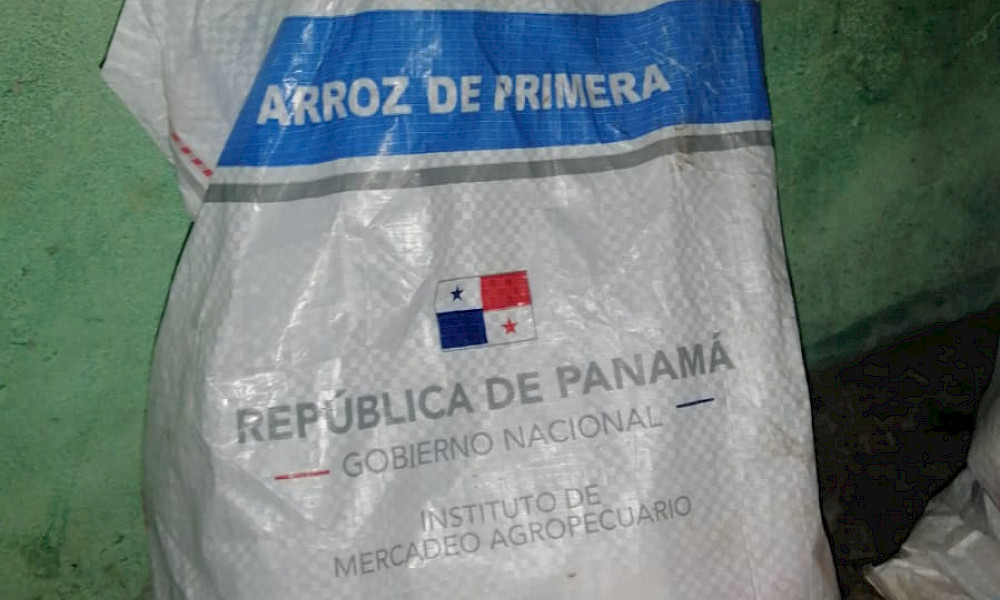 ARROZ DE PRIMERA
REPÚBLICA DE PANAMÁ
GOBIERNO NACIONAL
INSTITUTO DE
MERCADEO AGROPECUARIO